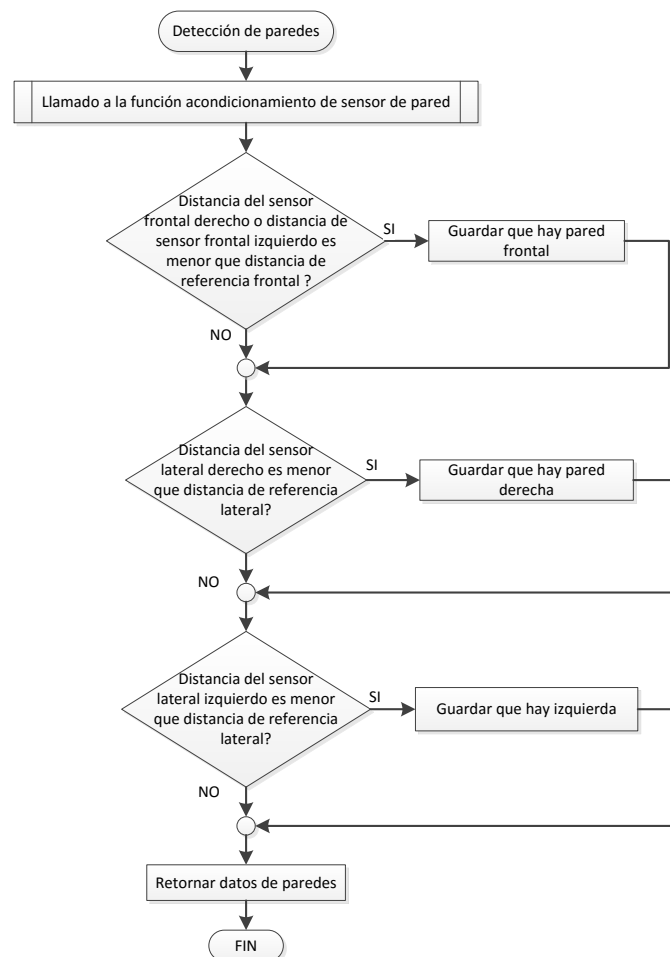 Detección de paredes
Llamado a la función acondicionamiento de sensor de pared
Distancia del sensor
frontal derecho o distancia de
sensor frontal izquierdo es
menor que distancia de
referencia frontal ?
SI
Guardar que hay pared
frontal
NO
Distancia del sensor
lateral derecho es menor
que distancia de referencia
lateral?
SI
Guardar que hay pared
derecha
NO
Distancia del sensor
lateral izquierdo es menor
que distancia de referencia
lateral?
SI
Guardar que hay izquierda
NO
Retornar datos de paredes
FIN